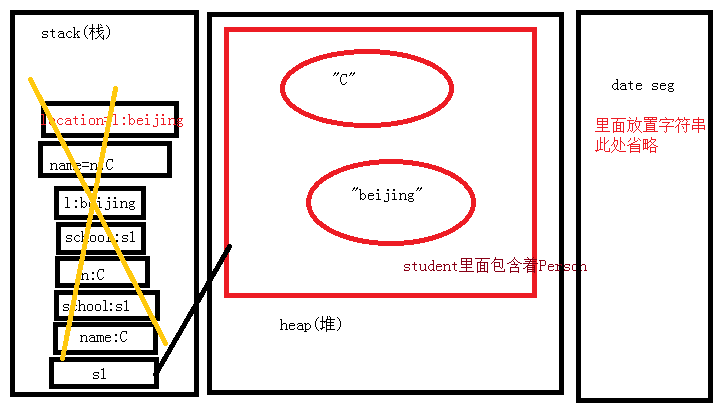 stack(栈)
location=l:beijing
name=n:C
l:beijing
school:s1
n:C
school:s1
name:C
s1
"C"
"beijing"
student里面包含着Person
heap(堆)
date seg
里面放置字符串
此处省略